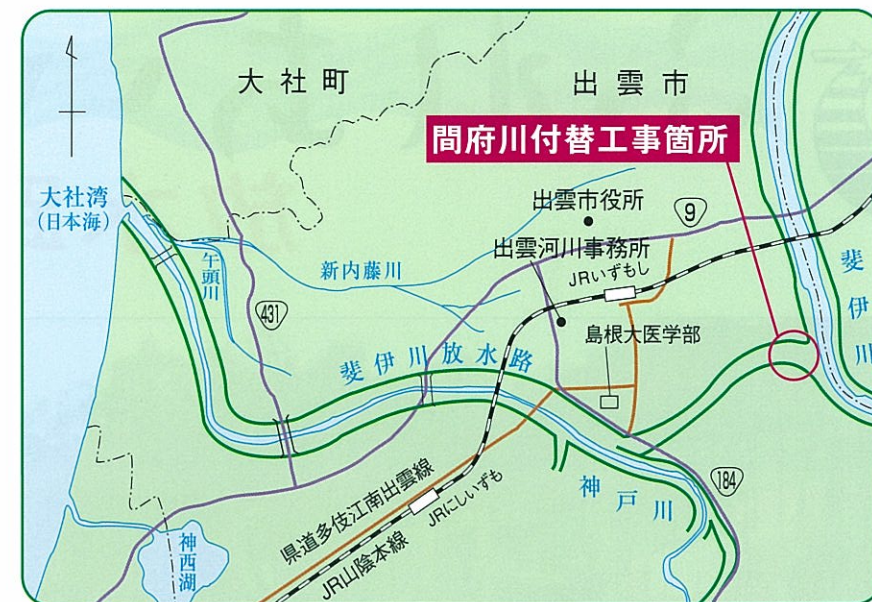 大社町
出雲市
間府川付替工事箇所
大社湾
(日本海)
出雲市役所
9
出雲河川事務所
JRいずもし
新内藤川
午頭川
431
斐伊川
島根大医学部
斐伊川放水路
184
神戸川
県道多伎江南出雲線
JRにしいずも
JR山陰本線
神西湖